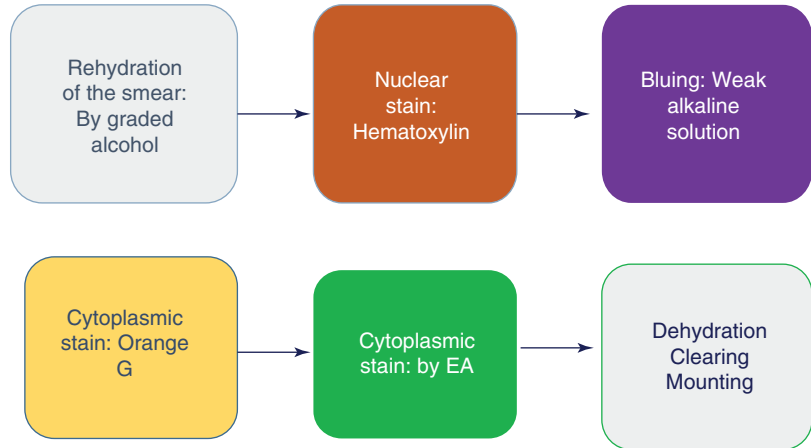 Rehydration
of the smear:
By graded
alcohol
Nuclear
stain:
Hematoxylin
Bluing: Weak
alkaline
solution
Cytoplasmic
stain: Orange
G
Cytoplasmic
stain: by EA
Dehydration
Clearing
Mounting